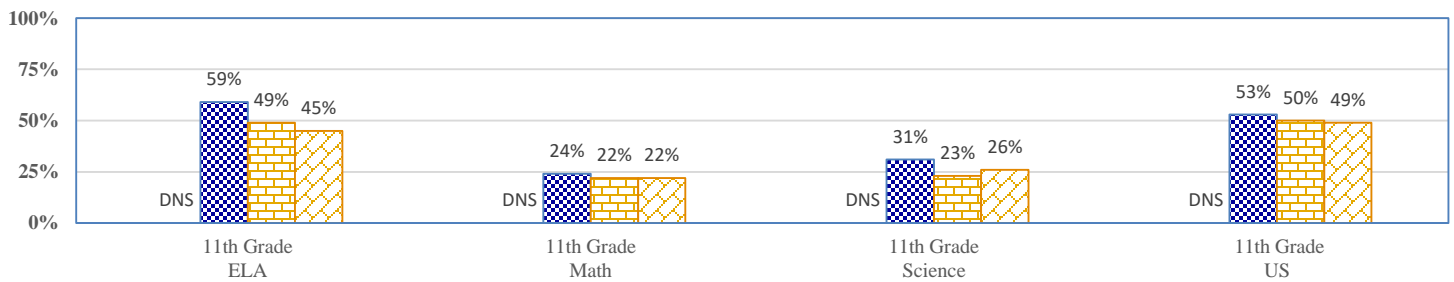 100%
75%
50%
25%
0%
DNS 59% 49% 45%
DNS 24% 22% 22%
DNS 31% 23% 26%
DNS 53% 50% 49%
11th Grade
ELA
11th Grade
Math
11th Grade
Science
11th Grade
US